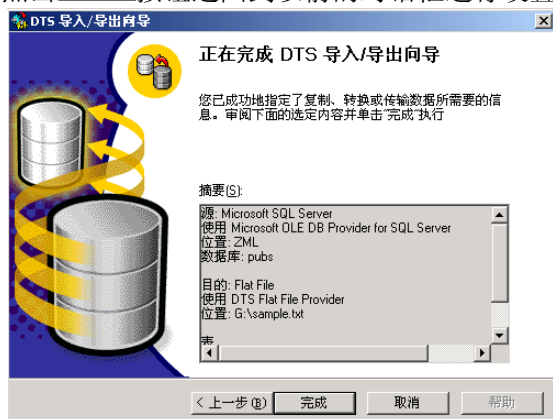 DTS 导入/导出向导
正在完成 DTS 导入/导出向导
您已成功地指定了复制、转换或传输数据所需要的信
息。审阅下面的选定内容并单击“完成”执行
摘要(S):
源: Microsoft SQL Server
使用 Microsoft OLE DB Provider for SQL Server
位置: ZML
数据库: pubs
目的: Flat File
使用 DTS Flat File Provider
位置: G:\sample.txt
< 上一步(B)
完成
取消
帮助